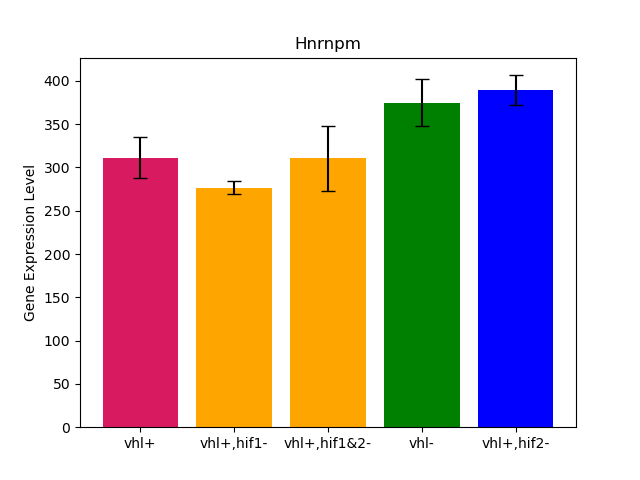 Hnrnpm
Gene Expression Level
400
350
300
250
200
150
100
50
0
vhl+
vhl+,hif1-
vhl+,hif1&2-
vhl-
vhl+,hif2-